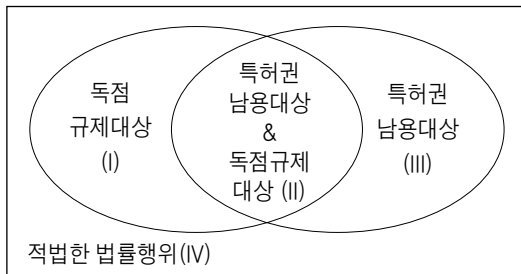 독점
규제대상
(I)
특허권
남용대상
&
독점규제
대상 (II)
특허권
남용대상
(III)
적법한 법률행위(IV)